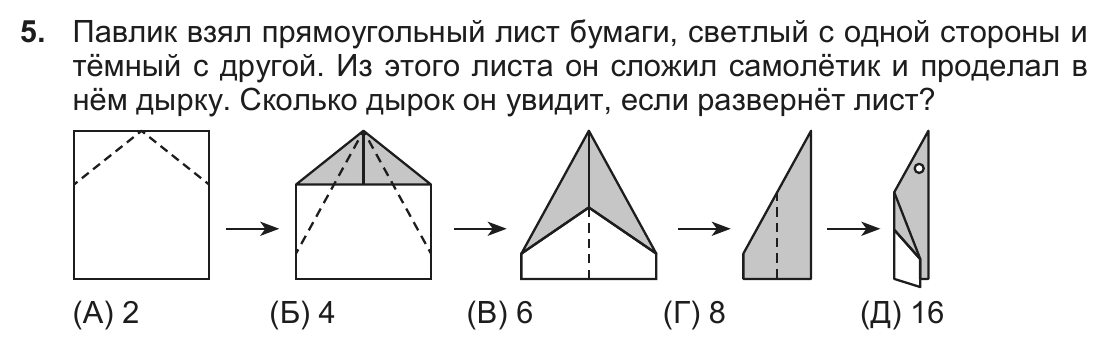 5. Павлик взял прямоугольный лист бумаги, светлый с одной стороны и
тёмный с другой. Из этого листа он сложил самолётик и проделал в
нём дырку. Сколько дырок он увидит, если развернёт лист?
(А) 2 (Б) 4 (В) 6 (Г) 8 (Д) 16